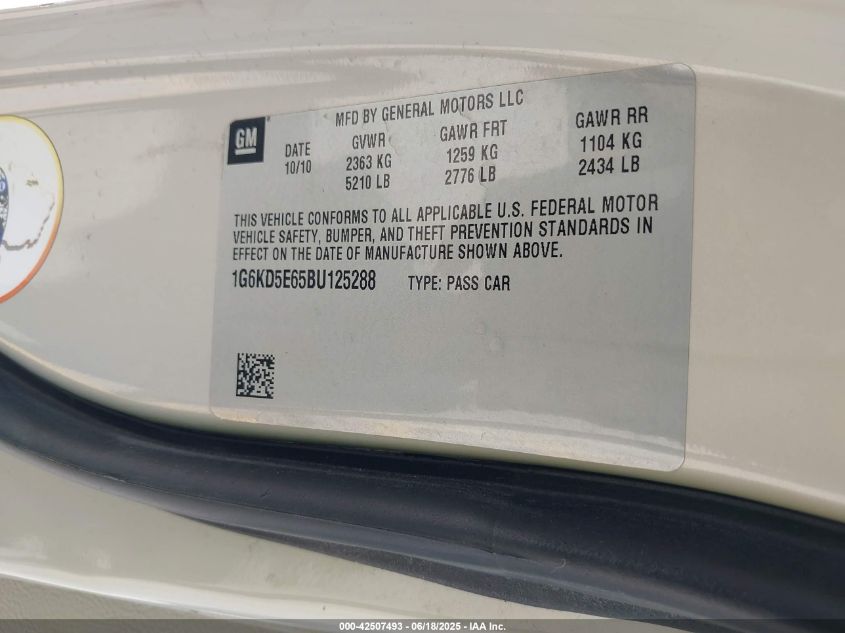 GM
MFD BY GENERAL MOTORS LLC
DATE GVWR GAWR FRT GAWR RR
10/10 2363 KG 1259 KG 1104 KG
5210 LB 2776 LB 2434 LB
THIS VEHICLE CONFORMS TO ALL APPLICABLE U.S. FEDERAL MOTOR
VEHICLE SAFETY, BUMPER, AND THEFT PREVENTION STANDARDS IN
EFFECT ON THE DATE OF MANUFACTURE SHOWN ABOVE.
1G6KD5E65BU125288 TYPE: PASS CAR
000-42507493 - 06/18/2025 - IAA Inc.